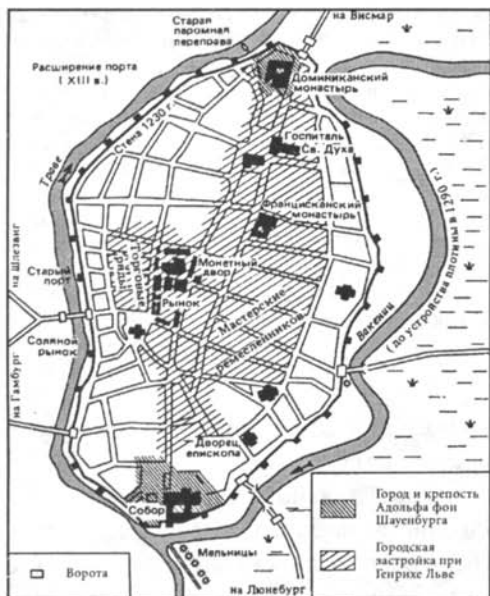 Старая
паромная
переправа
на Висмар
Расширение порта
(XIII в.)
Доминиканский
монастырь
Стена 1230 г.
Госпиталь
Св. Духа
Траве
Францисканский
монастырь
на Шлезвиг
Старый
порт
Торговые
ряды
Монетный
двор
Рынок
Мастерские
ремесленников
Вакениц
(до устройства плотины в 1290 г.)
Соляной
рынок
на Гамбург
Дворец
епископа
Собор
Мельницы
на Люнебург
Ворота
Город и крепость
Адольфа фон
Шауенбурга
Городская
застройка при
Генрихе Льве